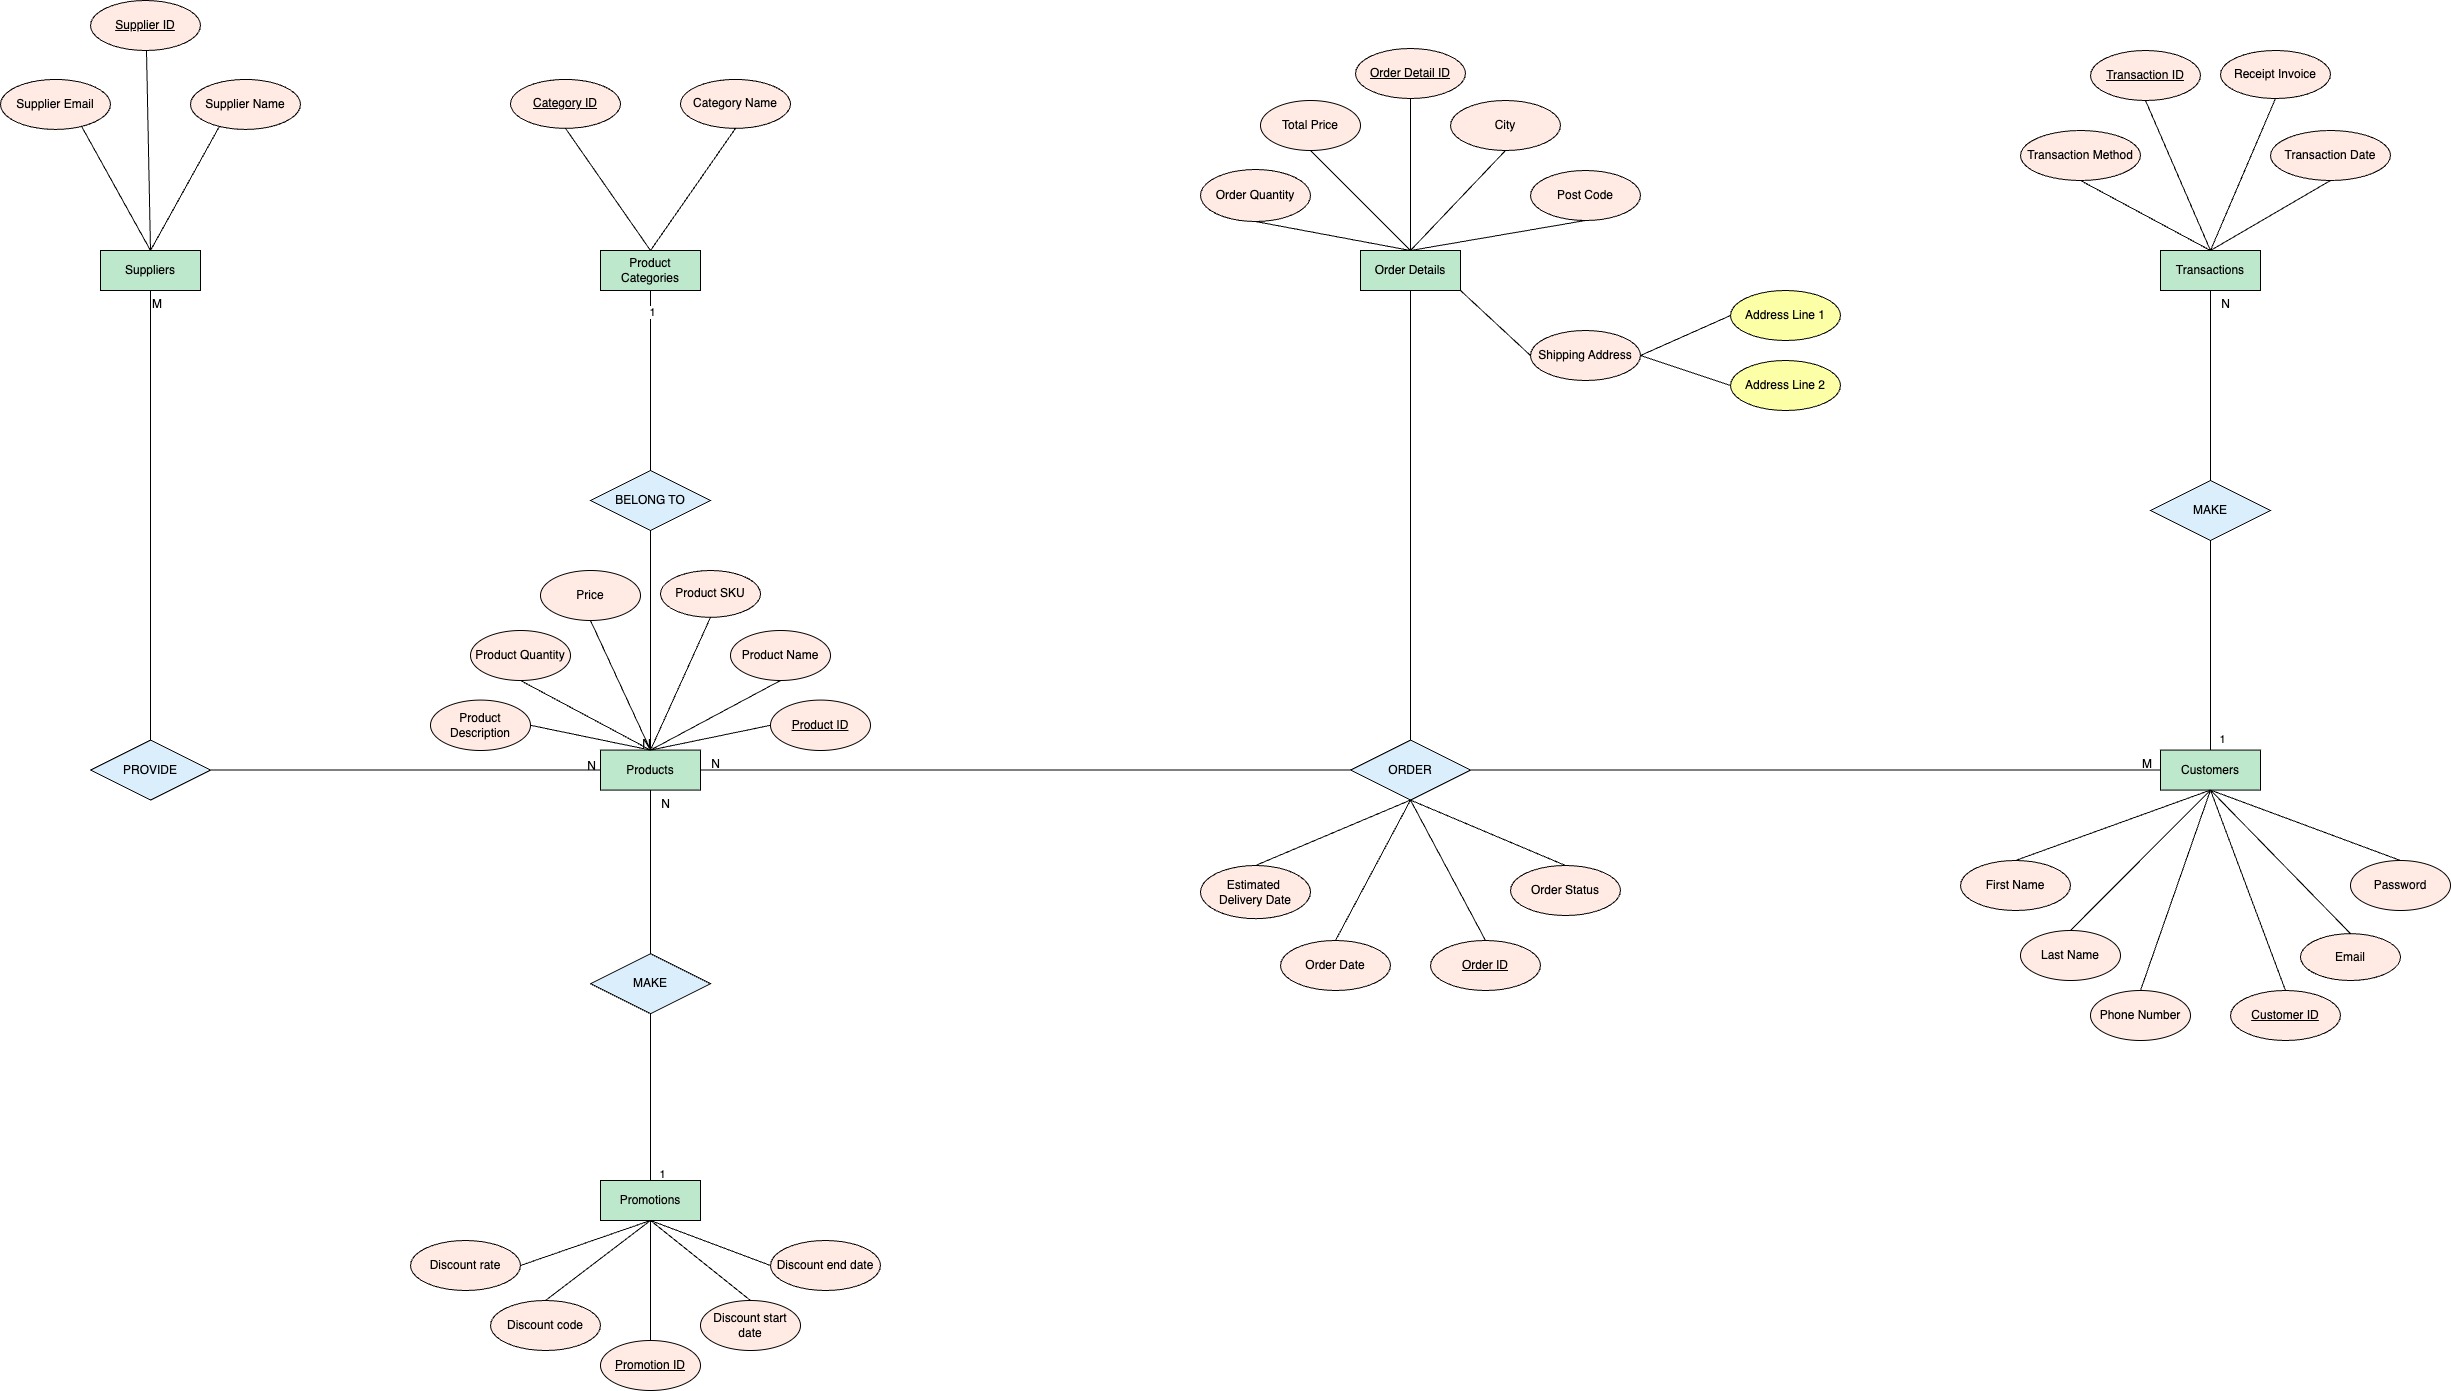 Supplier ID
Supplier Email
Supplier Name
Suppliers
M
Category ID
Category Name
Product
Categories
1
Order Detail ID
Total Price
City
Order Quantity
Post Code
Order Details
Shipping Address
Address Line 1
Address Line 2
Transaction ID
Receipt Invoice
Transaction Method
Transaction Date
Transactions
N
BELONG TO
MAKE
Price
Product SKU
Product Quantity
Product Name
Product
Description
Product ID
N
PROVIDE
N
Products
N
N
ORDER
M
1
Customers
Estimated
Delivery Date
Order Status
Order Date
Order ID
First Name
Password
Last Name
Email
Phone Number
Customer ID
MAKE
1
Promotions
Discount rate
Discount end date
Discount code
Discount start
date
Promotion ID